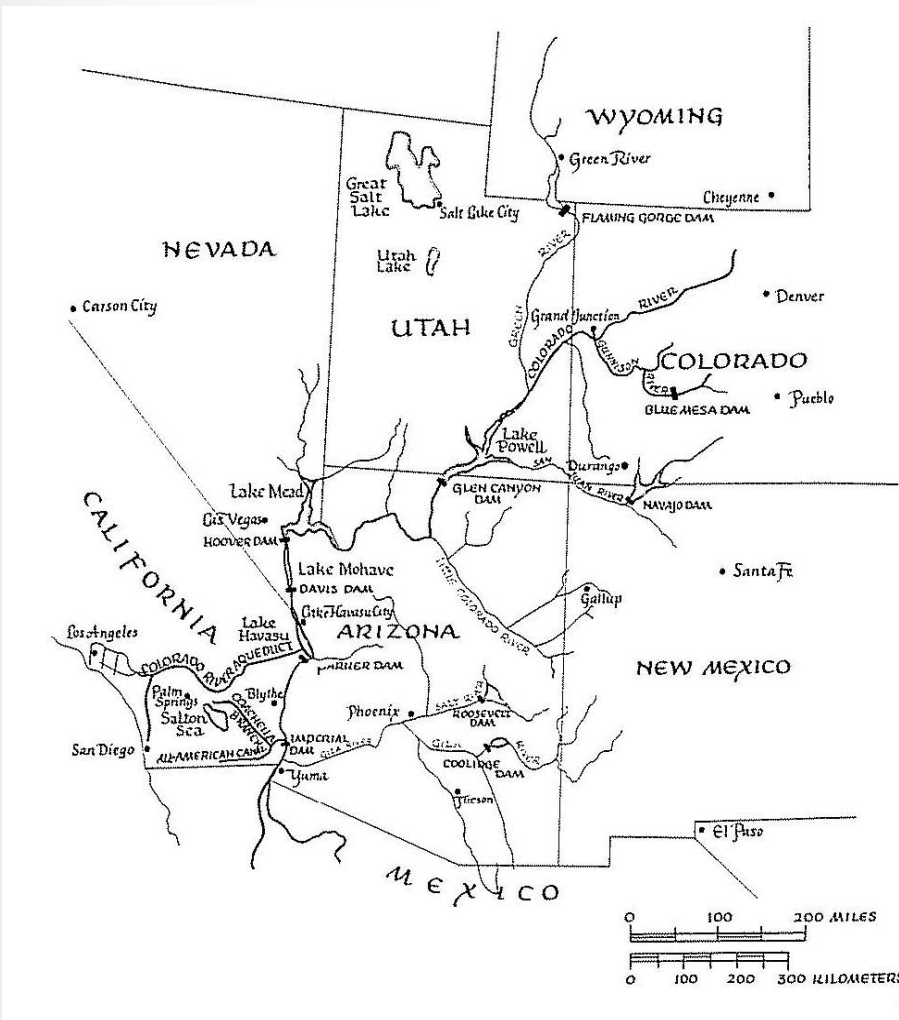 WYOMING
Green River
Cheyenne
FLAMING GORGE DAM
Great
Salt
Lake
Salt Lake City
NEVADA
Utah
Lake
RIVER
GREEN
Carson City
UTAH
Grand Junction
RIVER
COLORADO
Denver
GUNNISON
RIVER
COLORADO
BLUE MESA DAM
Pueblo
Lake
Powell
SAN
JUAN RIVER
Durango
NAVAJO DAM
GLEN CANYON
DAM
Lake Mead
Las Vegas
HOOVER DAM
CALIFORNIA
Lake Mohave
DAVIS DAM
LITTLE COLORADO RIVER
Gallup
Santa Fe
Lake Havasu City
Lake
Havasu
ARIZONA
Los Angeles
COLORADO RIVER AQUEDUCT
PARKER DAM
NEW MEXICO
Palm
Springs
Blythe
Salton
Sea
COACHELLA
BRANCH
Phoenix
SALT RIVER
ROOSEVELT
DAM
San Diego
ALL-AMERICAN CANAL
IMPERIAL
DAM
GILA RIVER
GILA
RIVER
COOLIDGE
DAM
Yuma
Tucson
El Paso
MEXICO
0 100 200 MILES
0 100 200 300 KILOMETERS